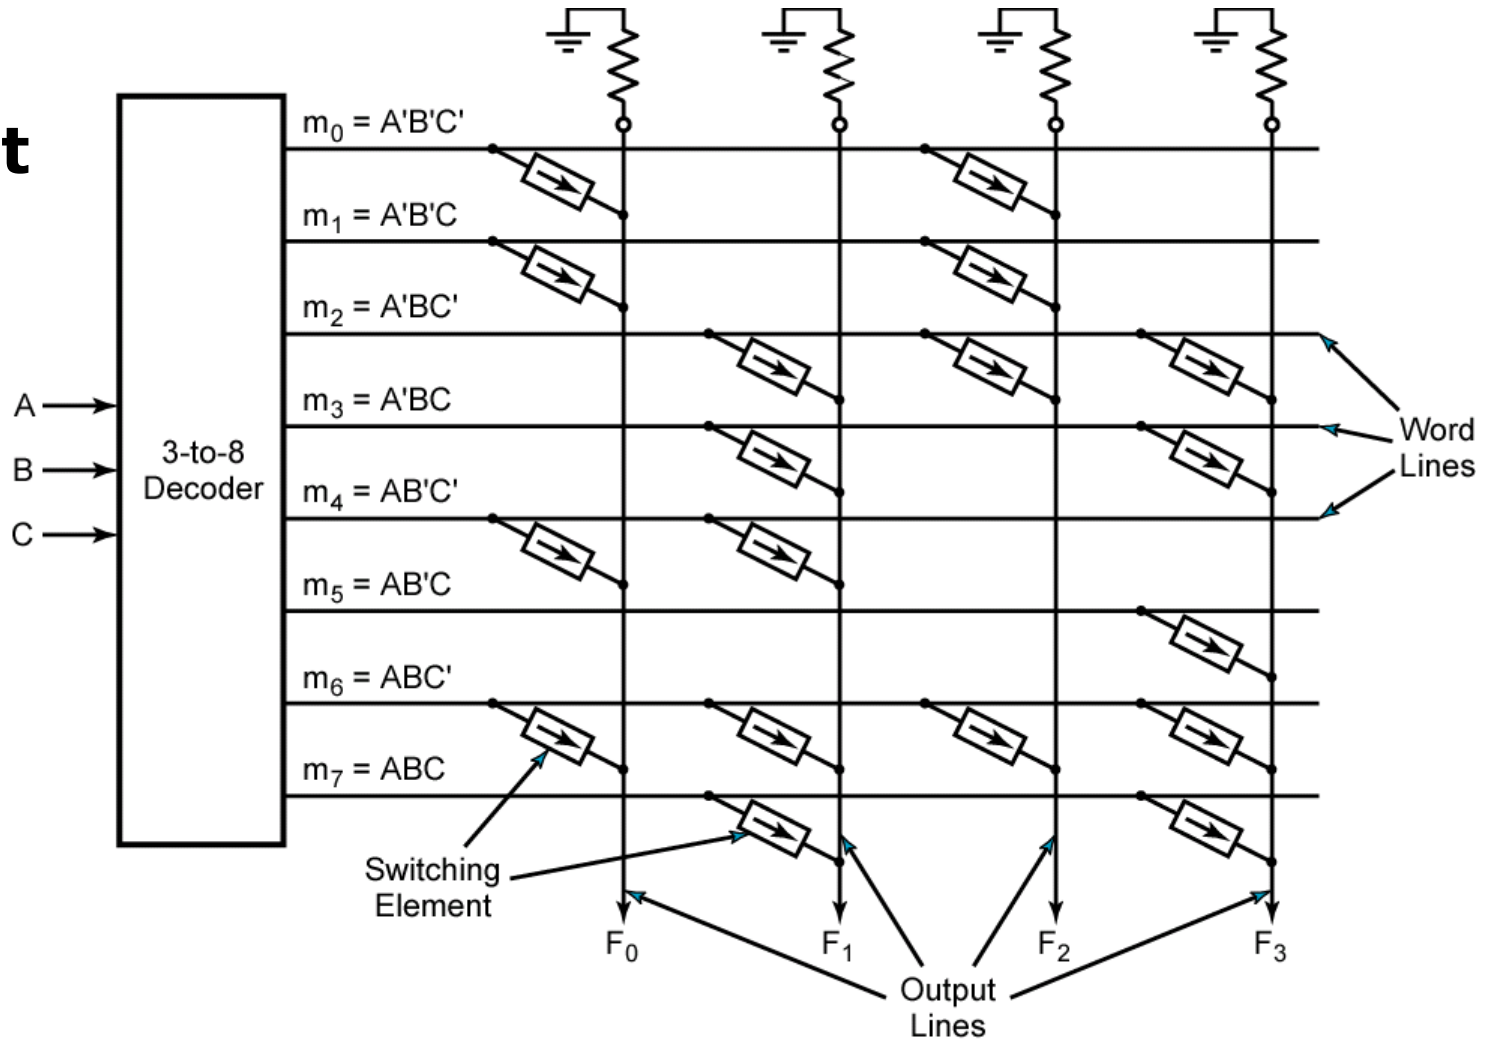 t
m₀ = A'B'C'
m₁ = A'B'C
m₂ = A'BC'
m₃ = A'BC
m₄ = AB'C'
m₅ = AB'C
m₆ = ABC'
m₇ = ABC
A
B
C
3-to-8
Decoder
Word
Lines
Switching
Element
F₀
F₁
F₂
F₃
Output
Lines